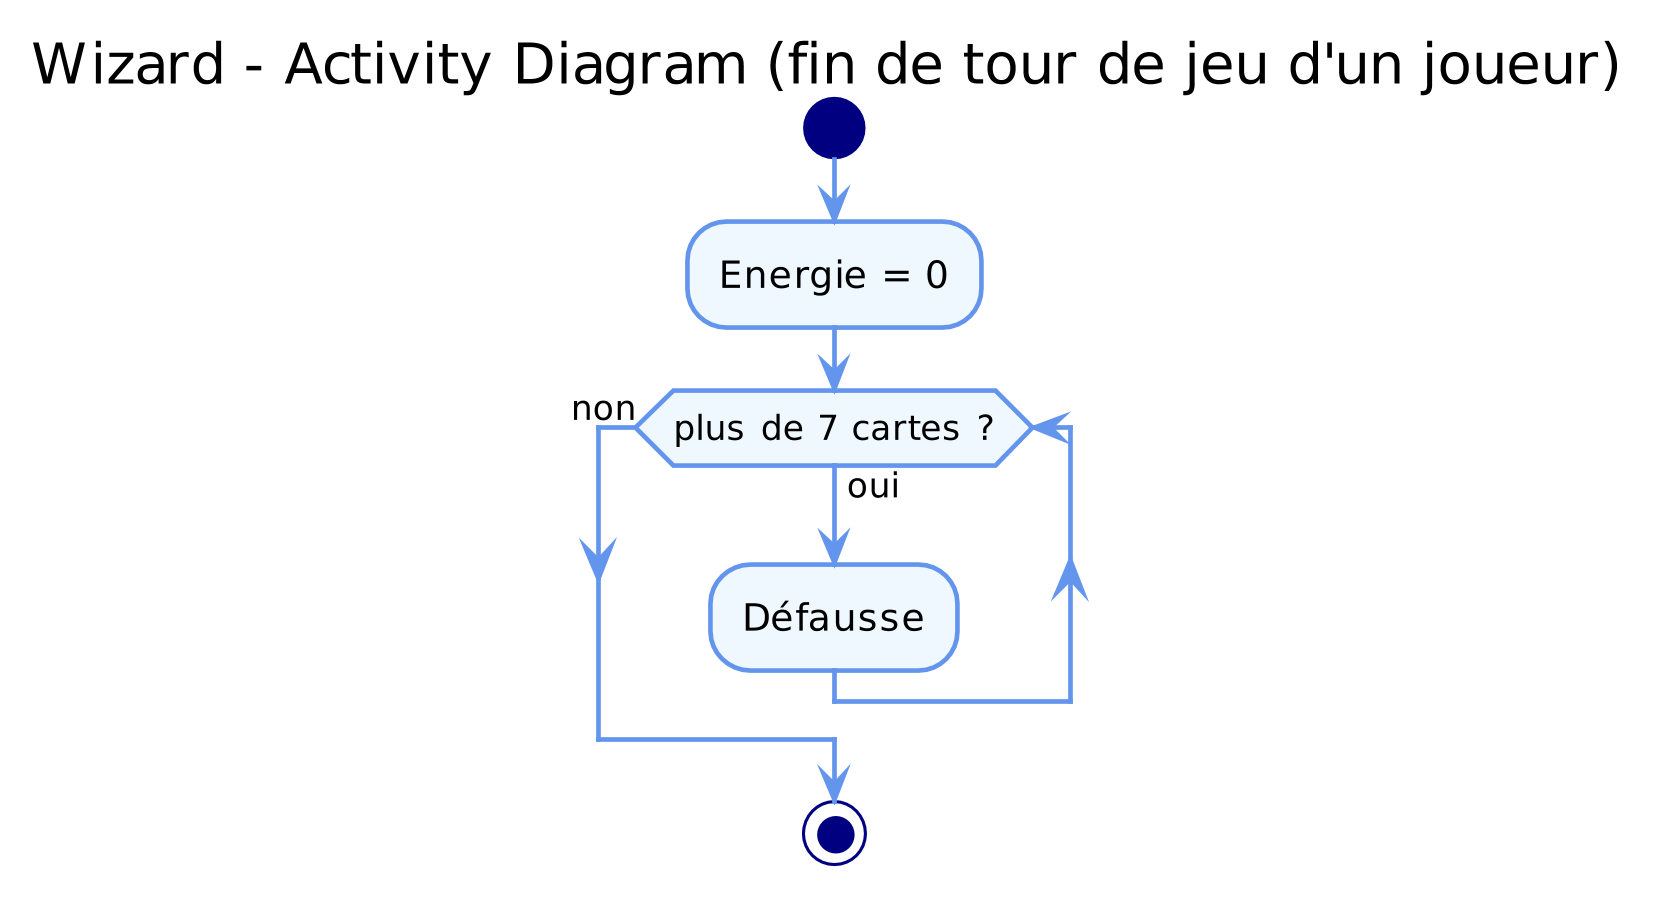 Wizard - Activity Diagram (fin de tour de jeu d'un joueur)
Energie = 0
non
plus de 7 cartes ?
oui
Défausse